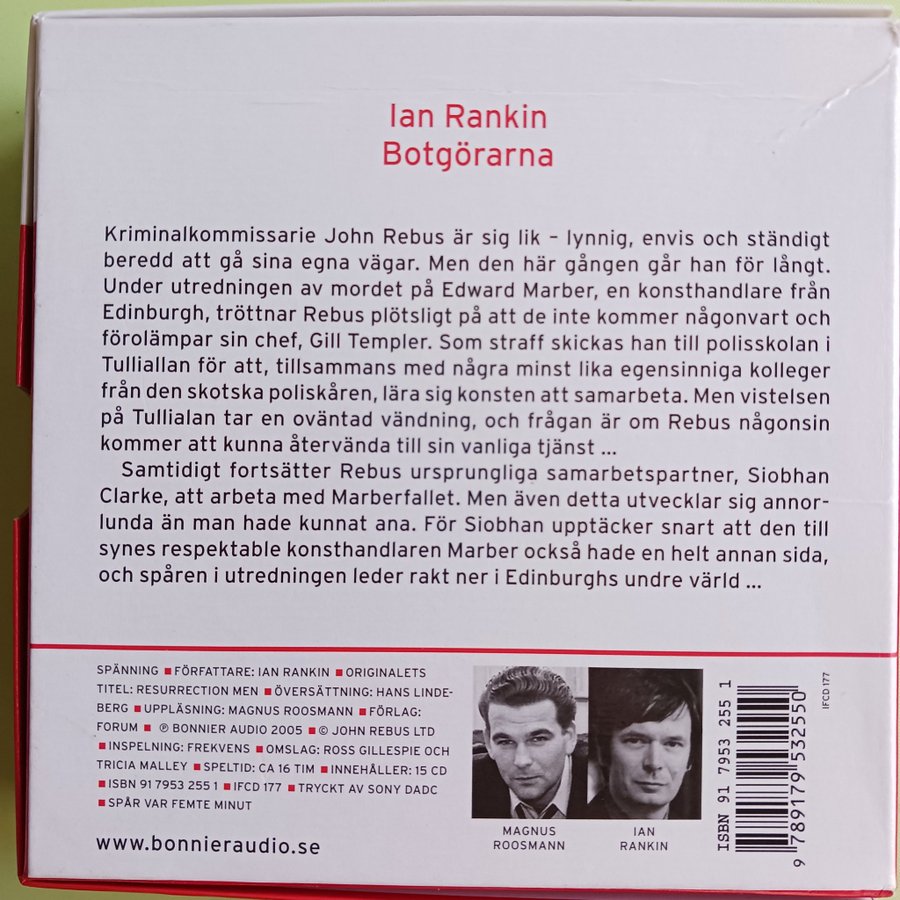 Ian Rankin
Botgörarna
Kriminalkommissarie John Rebus är sig lik – lynnig, envis och ständigt
beredd att gå sina egna vägar. Men den här gången går han för långt.
Under utredningen av mordet på Edward Marber, en konsthandlare från
Edinburgh, tröttnar Rebus plötsligt på att de inte kommer någonvart och
förolämpar sin chef, Gill Templer. Som straff skickas han till polisskolan i
Tulliallan för att, tillsammans med några minst lika egensinniga kolleger
från den skotska poliskåren, lära sig konsten att samarbeta. Men vistelsen
på Tullialan tar en oväntad vändning, och frågan är om Rebus någonsin
kommer att kunna återvända till sin vanliga tjänst ...
Samtidigt fortsätter Rebus ursprungliga samarbetspartner, Siobhan
Clarke, att arbeta med Marberfallet. Men även detta utvecklar sig annor-
lunda än man hade kunnat ana. För Siobhan upptäcker snart att den till
synes respektable konsthandlaren Marber också hade en helt annan sida,
och spåren i utredningen leder rakt ner i Edinburghs undre värld ...
SPÄNNING ■ FÖRFATTARE: IAN RANKIN ■ ORIGINALETS
TITEL: RESURRECTION MEN ■ ÖVERSÄTTNING: HANS LINDE-
BERG ■ UPPLÄSNING: MAGNUS ROOSMANN ■ FÖRLAG:
FORUM ■ ℗ BONNIER AUDIO 2005 ■ © JOHN REBUS LTD
■ INSPELNING: FREKVENS ■ OMSLAG: ROSS GILLESPIE OCH
TRICIA MALLEY ■ SPELTID: CA 16 TIM ■ INNEHÅLLER: 15 CD
■ ISBN 91 7953 255 1 ■ IFCD 177 ■ TRYCKT AV SONY DADC
■ SPÅR VAR FEMTE MINUT
www.bonnieraudio.se
MAGNUS
ROOSMANN
IAN
RANKIN
ISBN 91 7953 255 1
9 789179 532550
IFCD 177